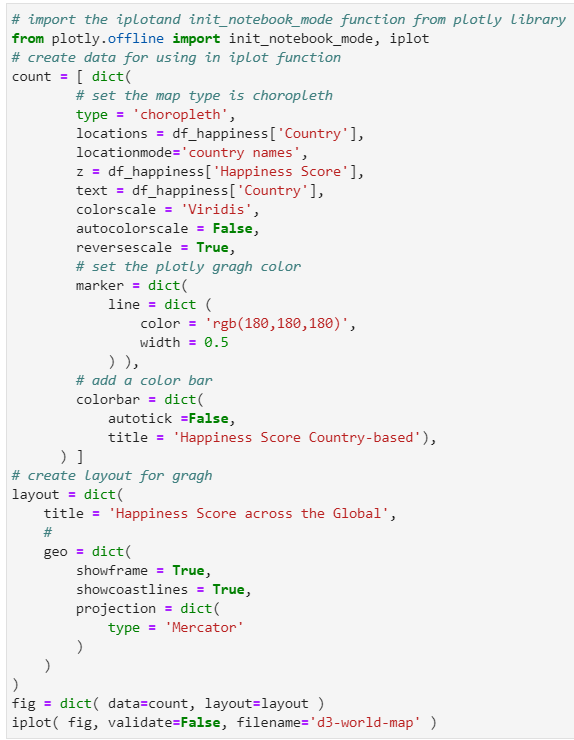 # import the iplotand init_notebook_mode function from plotly library
from plotly.offline import init_notebook_mode, iplot
# create data for using in iplot function
count = [ dict(
        # set the map type is choropleth
        type = 'choropleth',
        locations = df_happiness['Country'],
        locationmode='country names',
        z = df_happiness['Happiness Score'],
        text = df_happiness['Country'],
        colorscale = 'Viridis',
        autocolorscale = False,
        reversescale = True,
        # set the plotly gragh color
        marker = dict(
            line = dict (
                color = 'rgb(180,180,180)',
                width = 0.5
            ) ),
        # add a color bar
        colorbar = dict(
            autotick =False,
            title = 'Happiness Score Country-based'),
      ) ]
# create layout for gragh
layout = dict(
    title = 'Happiness Score across the Global',
    #
    geo = dict(
        showframe = True,
        showcoastlines = True,
        projection = dict(
            type = 'Mercator'
        )
    )
)
fig = dict( data=count, layout=layout )
iplot( fig, validate=False, filename='d3-world-map' )